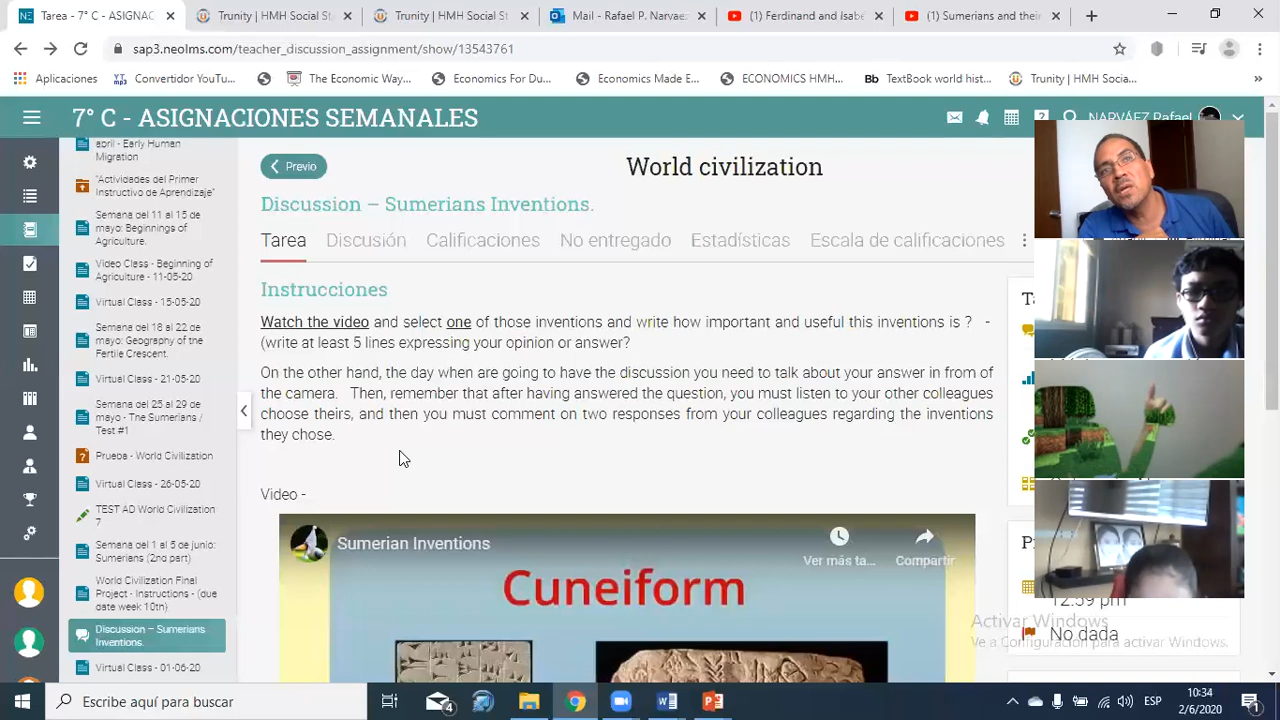 Tarea - 7° C - ASIGNAC
Trunity | HMH Social St
Trunity | HMH Social St
Mail - Rafael P. Narvae
(1) Ferdinand and Isabe
(1) Sumerians and thei
sap3.neolms.com/teacher_discussion_assignment/show/13543761
Aplicaciones
Convertidor YouTu...
The Economic Way...
Economics For Du...
Economics Made E...
ECONOMICS HMH...
Bb TextBook world hist...
Trunity | HMH Socia...
»
7° C - ASIGNACIONES SEMANALES
NARVÁEZ Rafael
april - Early Human
Migration
"Actividades del Primer
Instructivo de Aprendizaje"
Semana del 11 al 15 de
mayo: Beginnings of
Agriculture.
Video Class - Beginning of
Agriculture - 11-05-20
Virtual Class - 15-05-20
Semana del 18 al 22 de
mayo: Geography of the
Fertile Crescent.
Virtual Class - 21-05-20
Semana del 25 al 29 de
mayo - The Sumerians /
Test #1
Prueba - World Civilization
Virtual Class - 26-05-20
TEST AD World Civilization
7
Semana del 1 al 5 de junio:
Sumerians (2nd part)
World Civilization Final
Project - Instructions - (due
date week 10th)
Discussion – Sumerians
Inventions.
Virtual Class - 01-06-20
Previo
World civilization
Discussion – Sumerians Inventions.
Tarea Discusión Calificaciones No entregado Estadísticas Escala de calificaciones
Instrucciones
Watch the video and select one of those inventions and write how important and useful this inventions is ? -
(write at least 5 lines expressing your opinion or answer?
On the other hand, the day when are going to have the discussion you need to talk about your answer in from of
the camera. Then, remember that after having answered the question, you must listen to your other colleagues
choose theirs, and then you must comment on two responses from your colleagues regarding the inventions
they chose.
Video -
Sumerian Inventions
Ver más ta...
Compartir
Cuneiform
12:59 pm
No dada
Activar Windows
Ve a Configuración para activar Windows.
Escribe aquí para buscar
4
ESP
10:34
2/6/2020
1